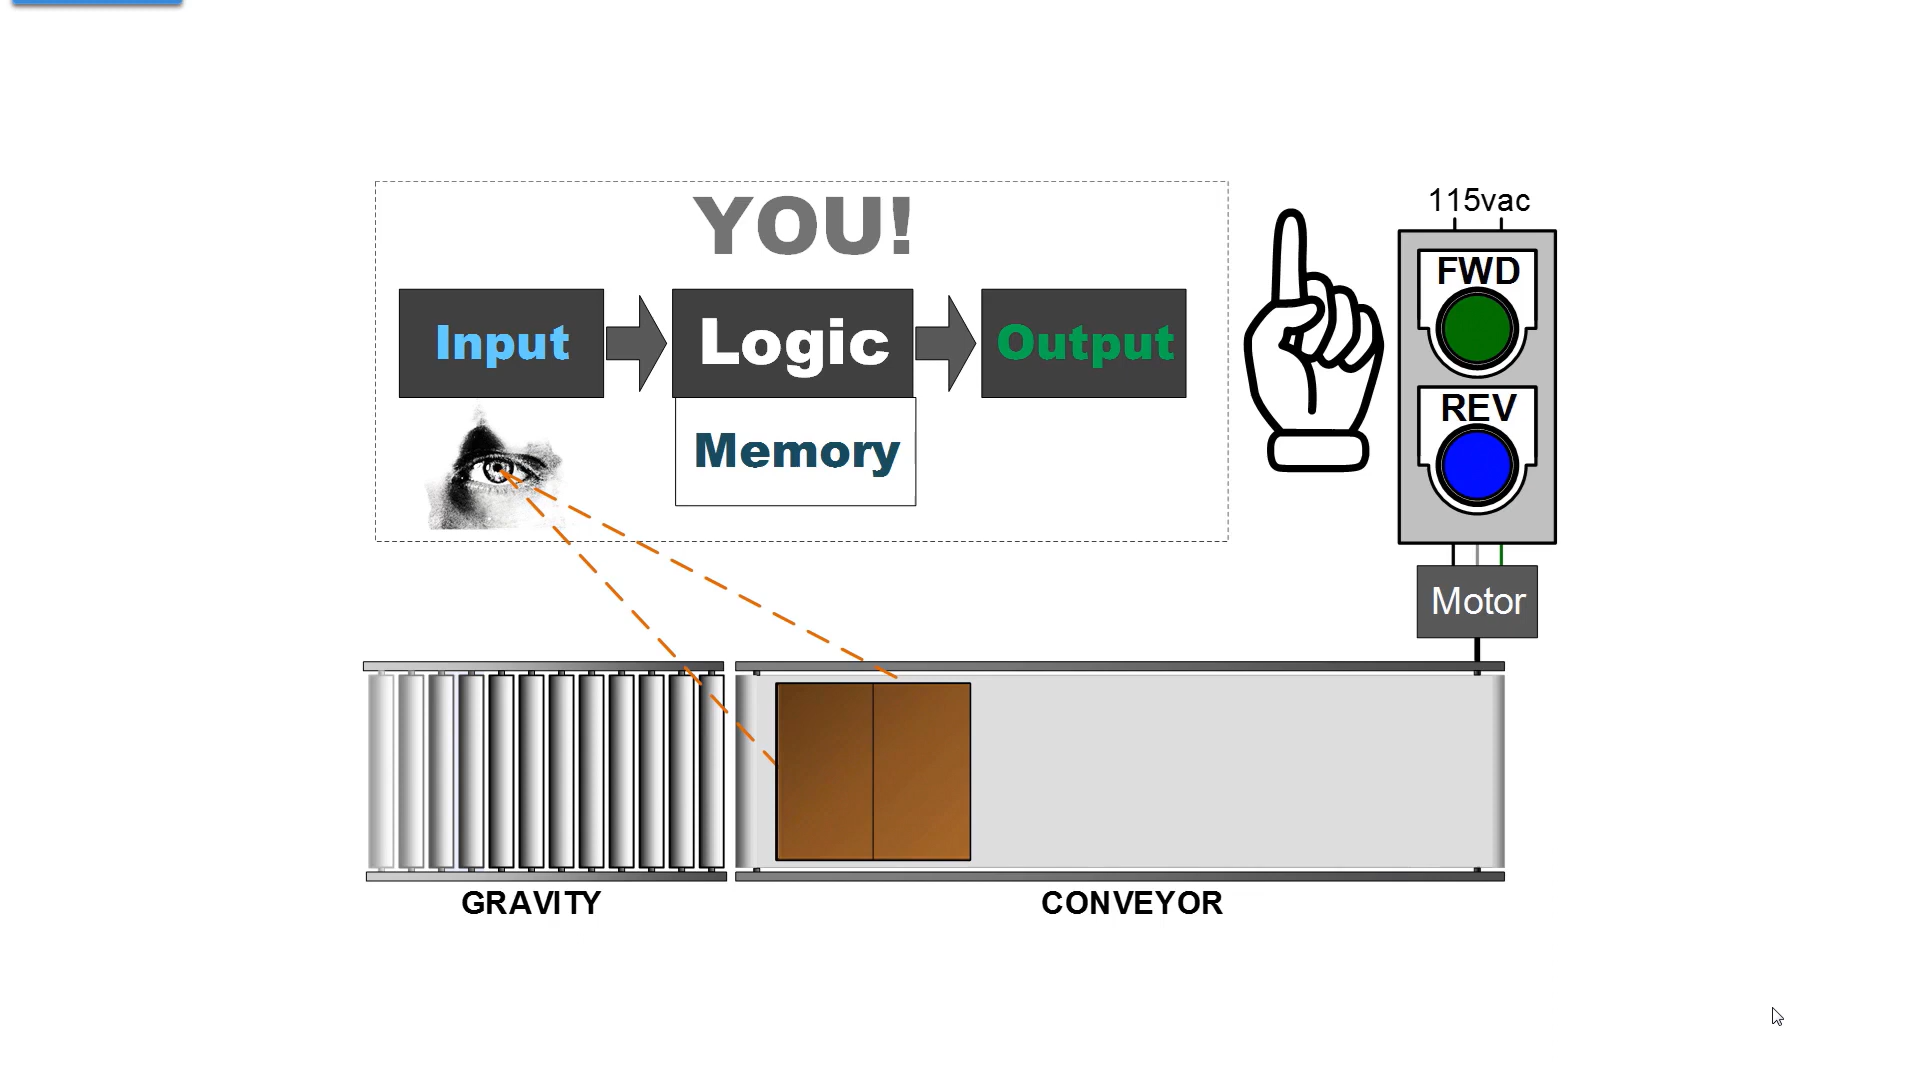 YOU!
Input
Logic
Output
Memory
115vac
FWD
REV
Motor
GRAVITY
CONVEYOR